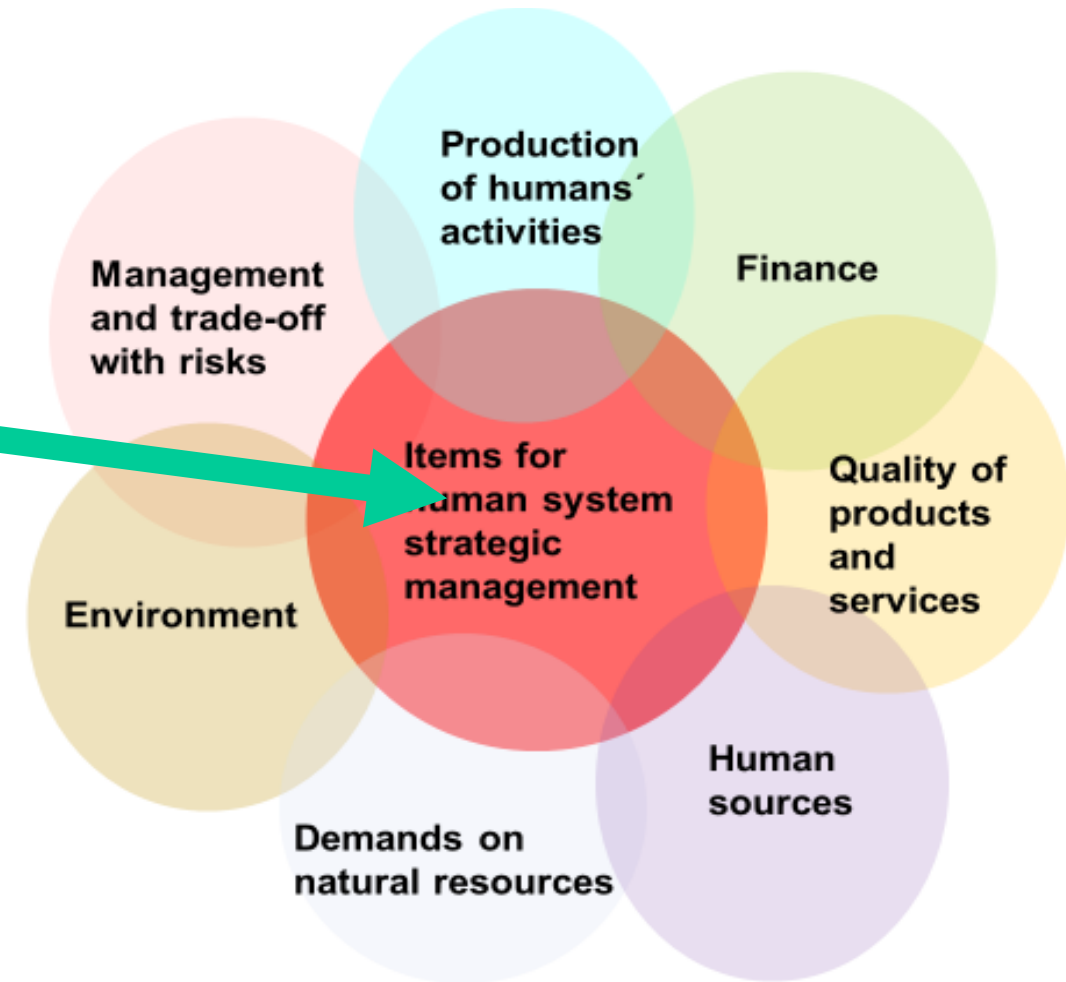 Production
of humans´
activities
Finance
Management
and trade-off
with risks
Items for
human system
strategic
management
Quality of
products
and
services
Environment
Human
sources
Demands on
natural resources